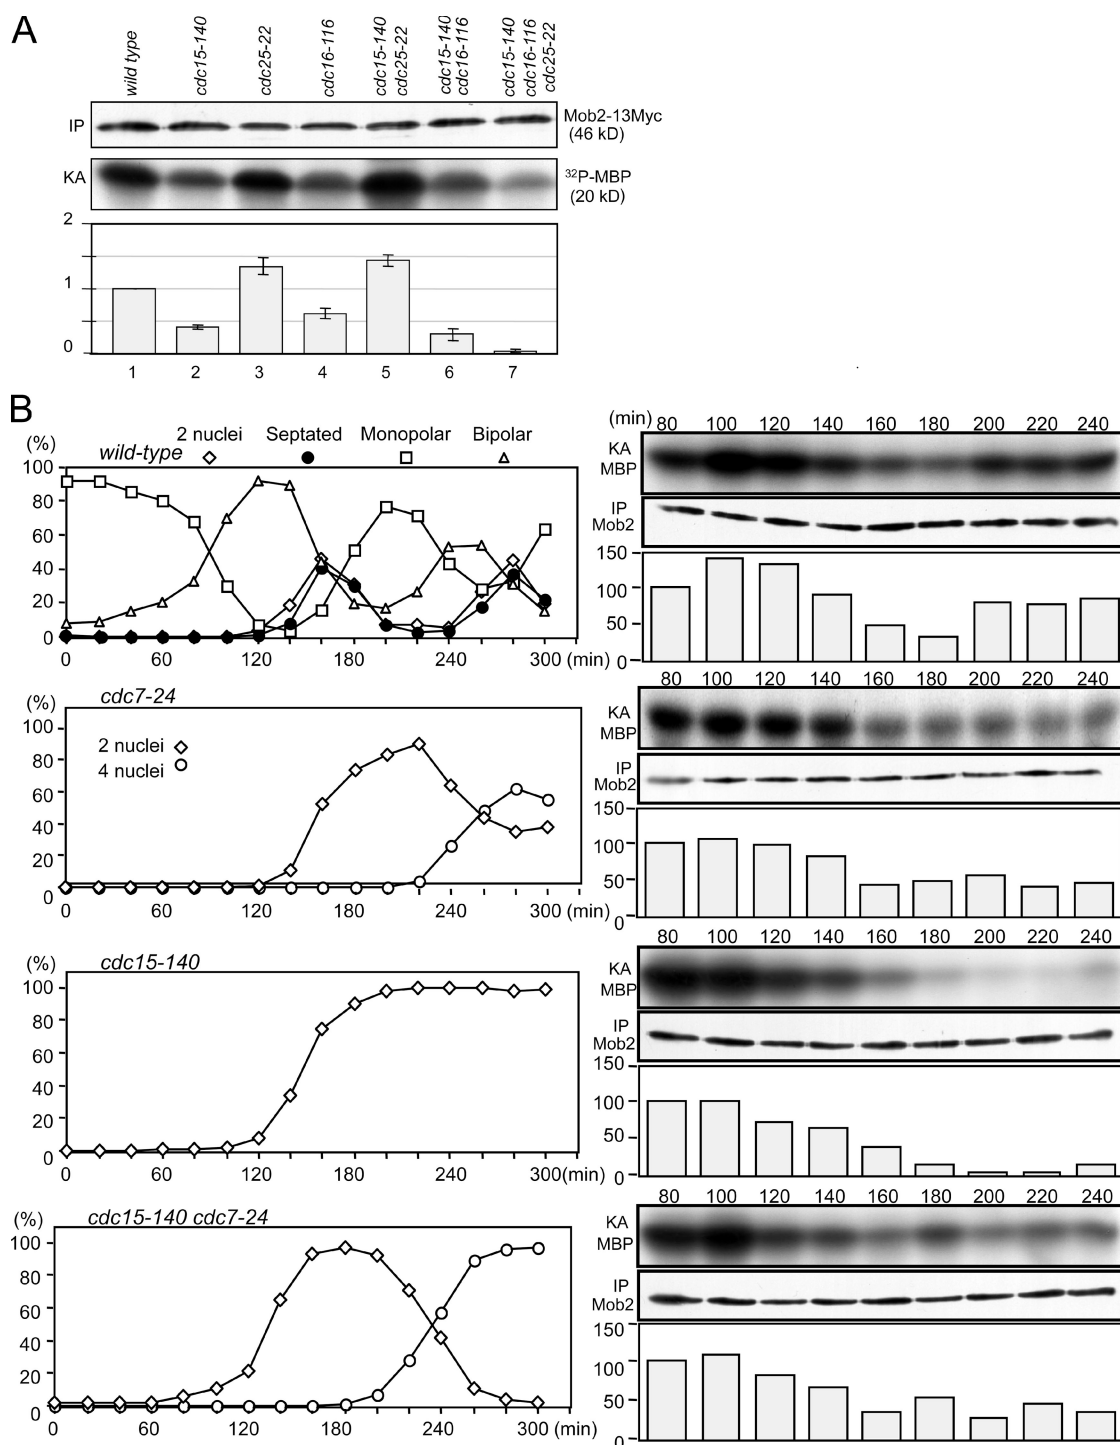 A
wild type
cdc15-140
cdc25-22
cdc16-116
cdc15-140
cdc25-22
cdc15-140
cdc16-116
cdc15-140
cdc16-116
cdc25-22
IP
Mob2-13Myc
(46 kD)
KA
32P-MBP
(20 kD)
2
1
0
1 2 3 4 5 6 7
B
(%)
2 nuclei Septated Monopolar Bipolar
wild-type
100
80
60
40
20
0
0 60 120 180 240 300 (min)
(min) 80 100 120 140 160 180 200 220 240
KA
MBP
IP
Mob2
150
100
50
0
(%)
cdc7-24
2 nuclei
4 nuclei
100
80
60
40
20
0
0 60 120 180 240 300 (min)
80 100 120 140 160 180 200 220 240
KA
MBP
IP
Mob2
150
100
50
0
(%)
cdc15-140
100
80
60
40
20
0
0 60 120 180 240 300(min)
80 100 120 140 160 180 200 220 240
KA
MBP
IP
Mob2
150
100
50
0
(%)
cdc15-140 cdc7-24
100
80
60
40
20
0
0 60 120 180 240 300 (min)
80 100 120 140 160 180 200 220 240
KA
MBP
IP
Mob2
150
100
50
0